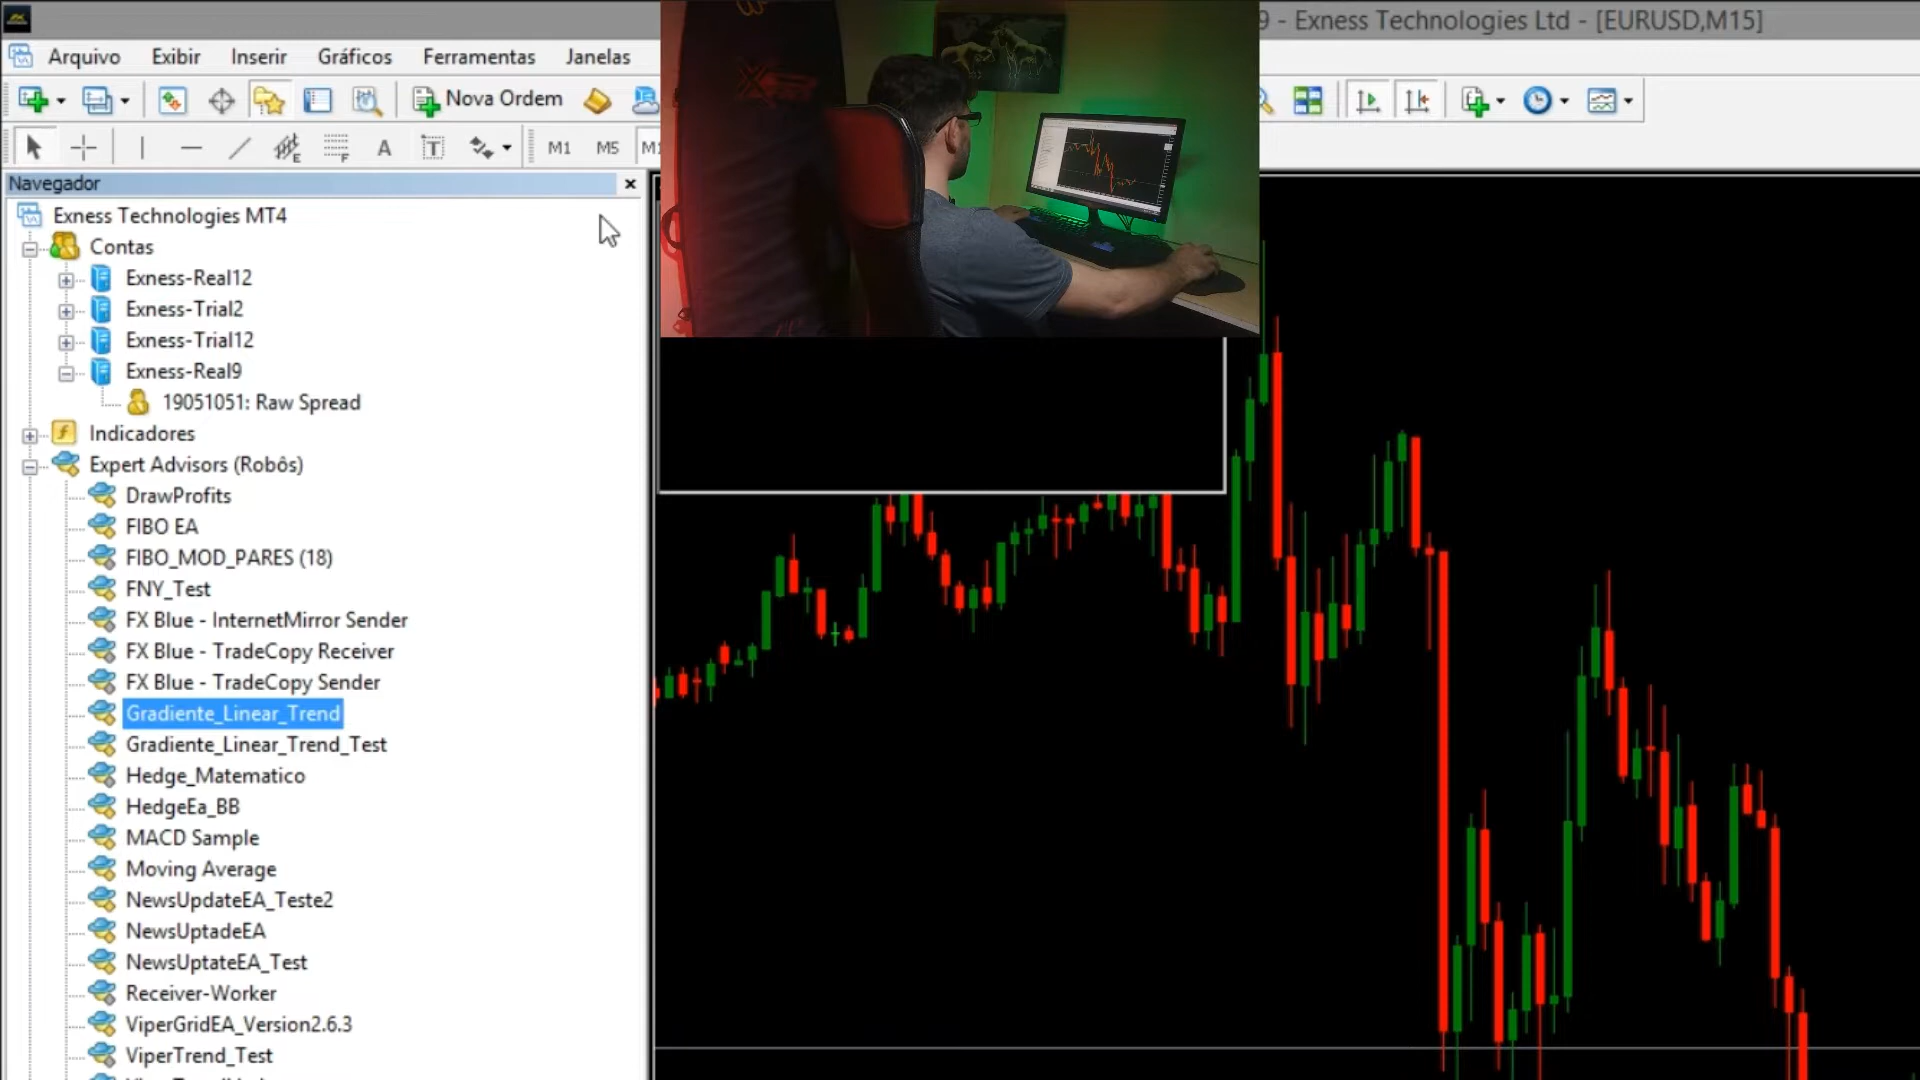 9 - Exness Technologies Ltd - [EURUSD,M15]
Arquivo Exibir Inserir Gráficos Ferramentas Janelas
Nova Ordem
M1 M5
Navegador
Exness Technologies MT4
Contas
Exness-Real12
Exness-Trial2
Exness-Trial12
Exness-Real9
19051051: Raw Spread
Indicadores
Expert Advisors (Robôs)
DrawProfits
FIBO EA
FIBO_MOD_PARES (18)
FNY_Test
FX Blue - InternetMirror Sender
FX Blue - TradeCopy Receiver
FX Blue - TradeCopy Sender
Gradiente_Linear_Trend
Gradiente_Linear_Trend_Test
Hedge_Matematico
HedgeEa_BB
MACD Sample
Moving Average
NewsUpdateEA_Teste2
NewsUptadeEA
NewsUptateEA_Test
Receiver-Worker
ViperGridEA_Version2.6.3
ViperTrend_Test